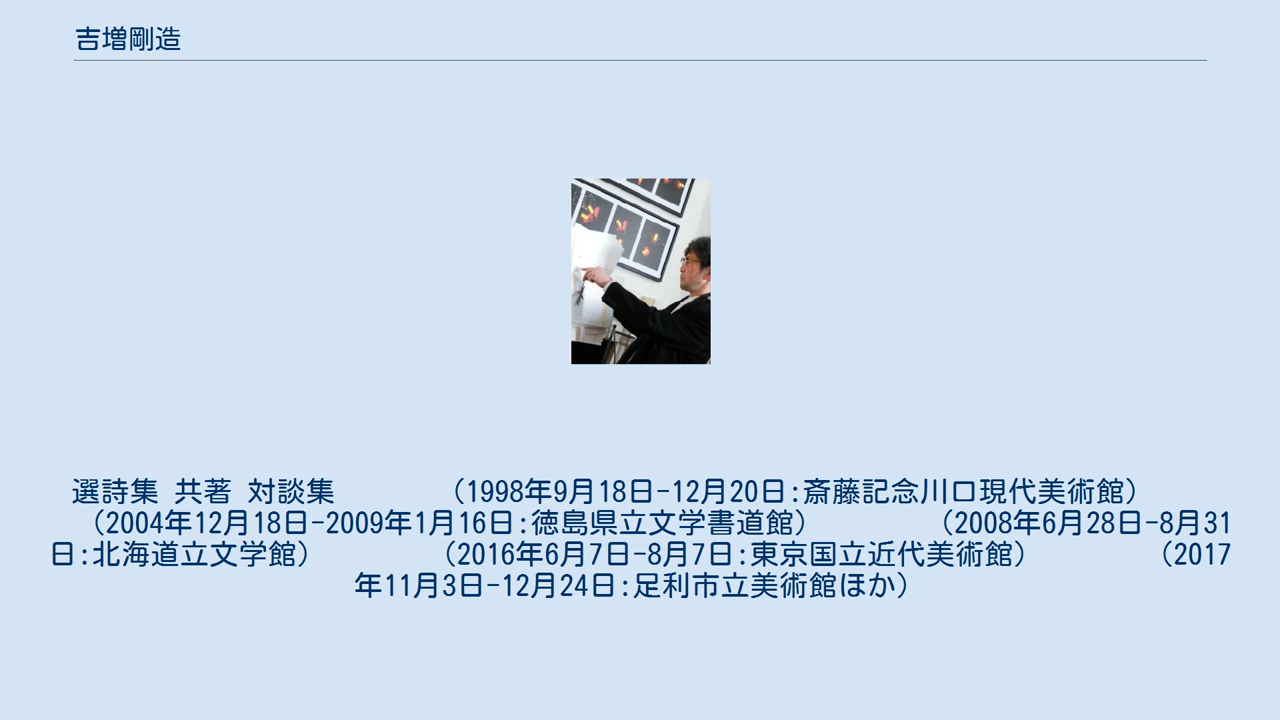 吉増剛造
選詩集 共著 対談集 （1998年9月18日-12月20日:斎藤記念川口現代美術館）
（2004年12月18日-2009年1月16日:徳島県立文学書道館） （2008年6月28日-8月31
日:北海道立文学館） （2016年6月7日-8月7日:東京国立近代美術館） （2017
年11月3日-12月24日:足利市立美術館ほか）